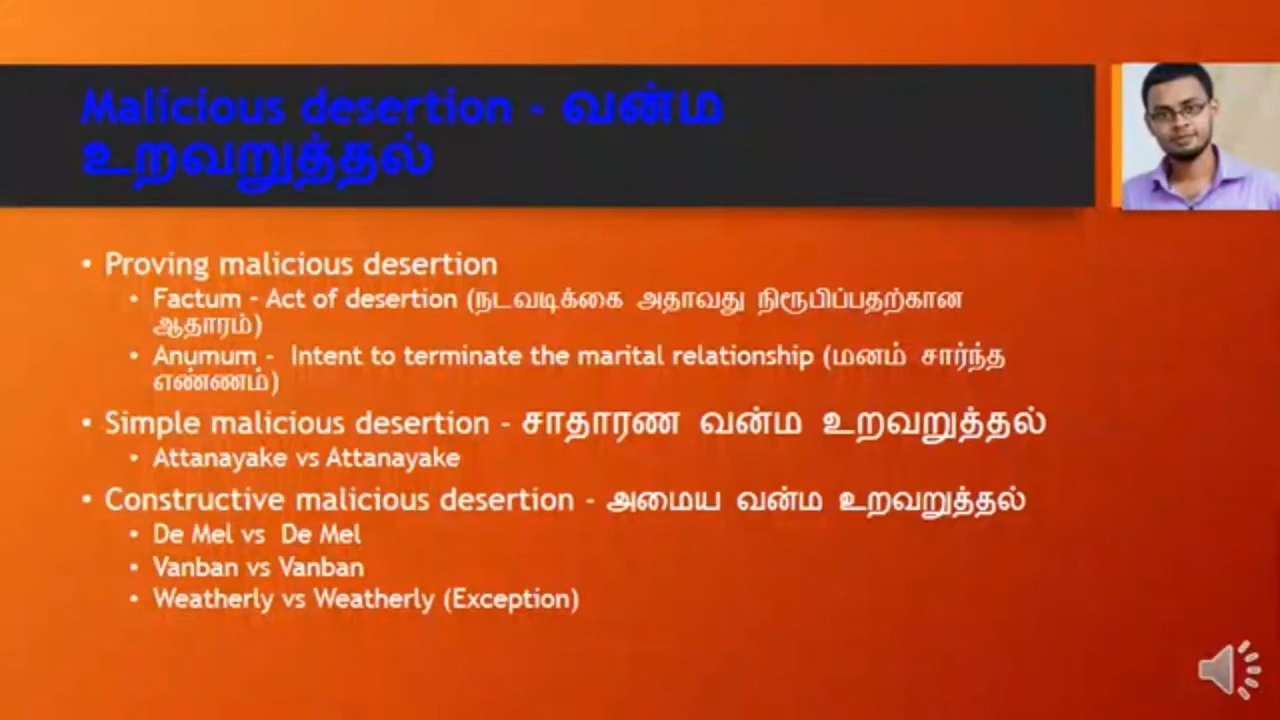 Malicious desertion - வன்ம
உறவறுத்தல்
• Proving malicious desertion
• Factum - Act of desertion (நடவடிக்கை அதாவது நிரூபிப்பதற்கான
ஆதாரம்)
• Anumum - Intent to terminate the marital relationship (மனம் சார்ந்த
எண்ணம்)
• Simple malicious desertion - சாதாரண வன்ம உறவறுத்தல்
• Attanayake vs Attanayake
• Constructive malicious desertion - அமைய வன்ம உறவறுத்தல்
• De Mel vs De Mel
• Vanban vs Vanban
• Weatherly vs Weatherly (Exception)